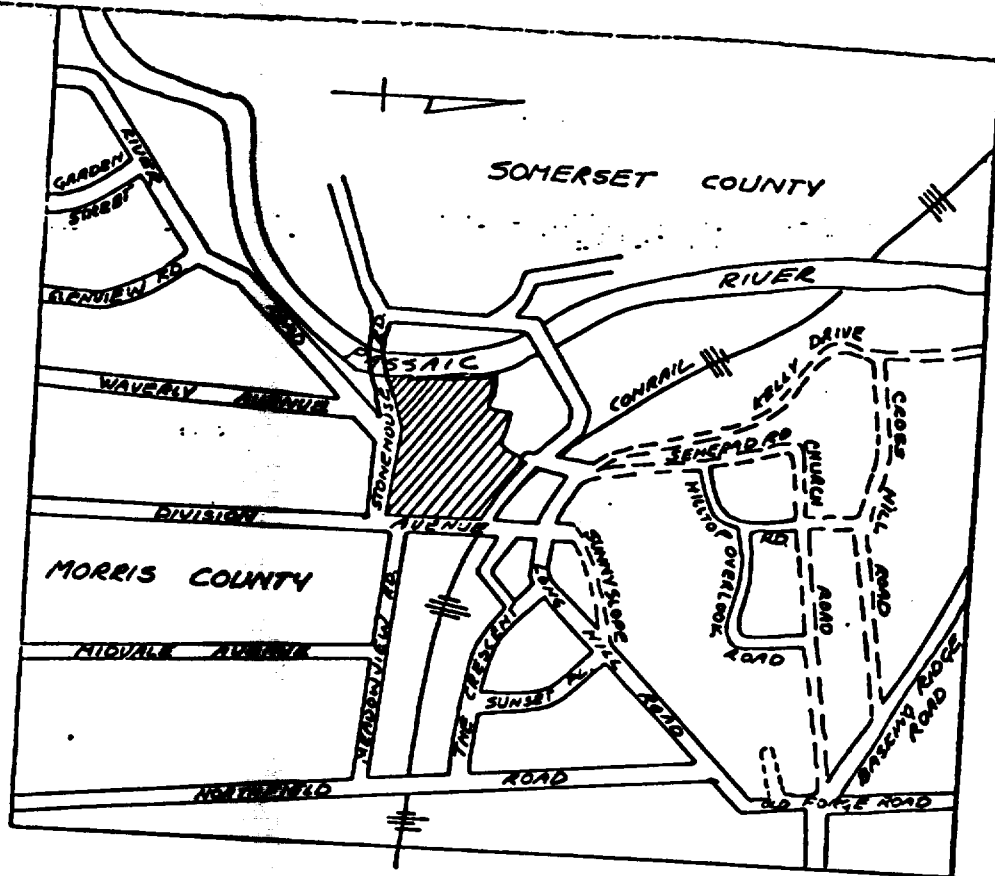 SOMERSET COUNTY
RIVER
ROAD
GARDEN
STREET
GLENVIEW RD
RIVER
PASSAIC
STONEHOUSE RD.
WAVERLY AVENUE
CONRAIL
KELLY DRIVE
CROSS HILL ROAD
SHEPARD RD
CHURCH ROAD
HILLTOP RD.
OVERLOOK ROAD
DIVISION AVENUE
SUNNYSLOPE
MORRIS COUNTY
MEADOWVIEW RD.
LONG HILL ROAD
THE CRESCENT
SUNSET PL.
MIDVALE AVENUE
BASKING RIDGE ROAD
NORTHFIELD ROAD
OLD FORGE ROAD